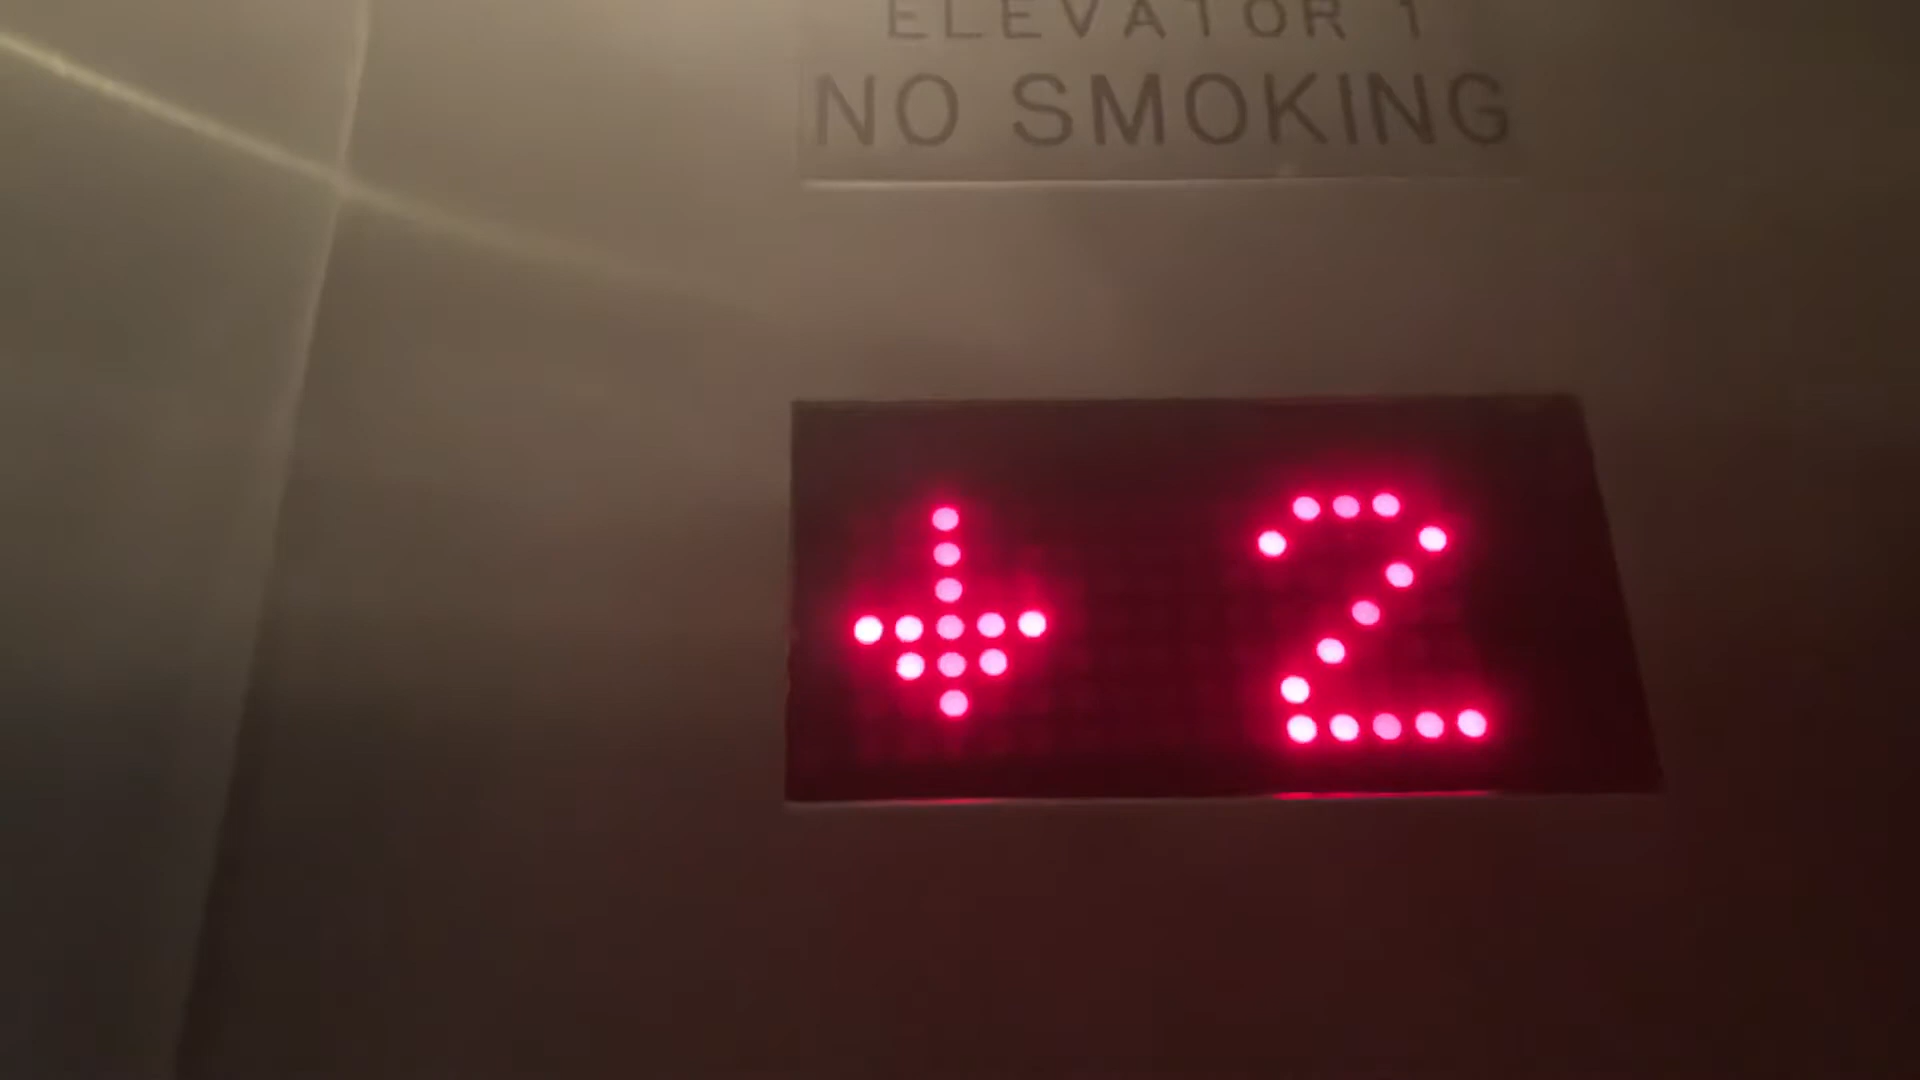 ELEVATOR 1
NO SMOKING
↓ 2